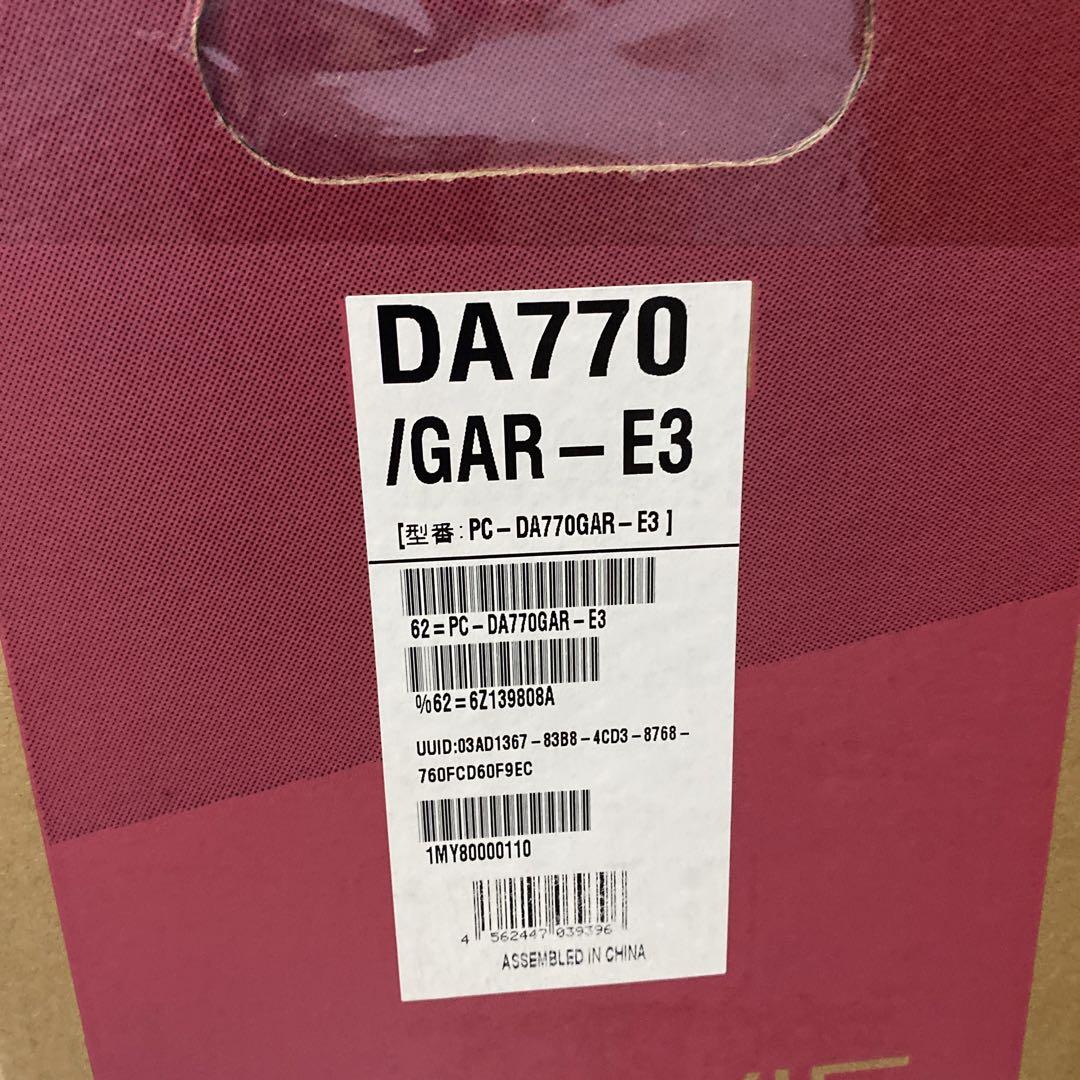 DA770
/GAR-E3
[型番:PC-DA770GAR-E3]
62=PC-DA770GAR-E3
%62=6Z139808A
UUID:03AD1367-83B8-4CD3-8768-
760FCD60F9EC
1MY80000110
4 562447 039396
ASSEMBLED IN CHINA